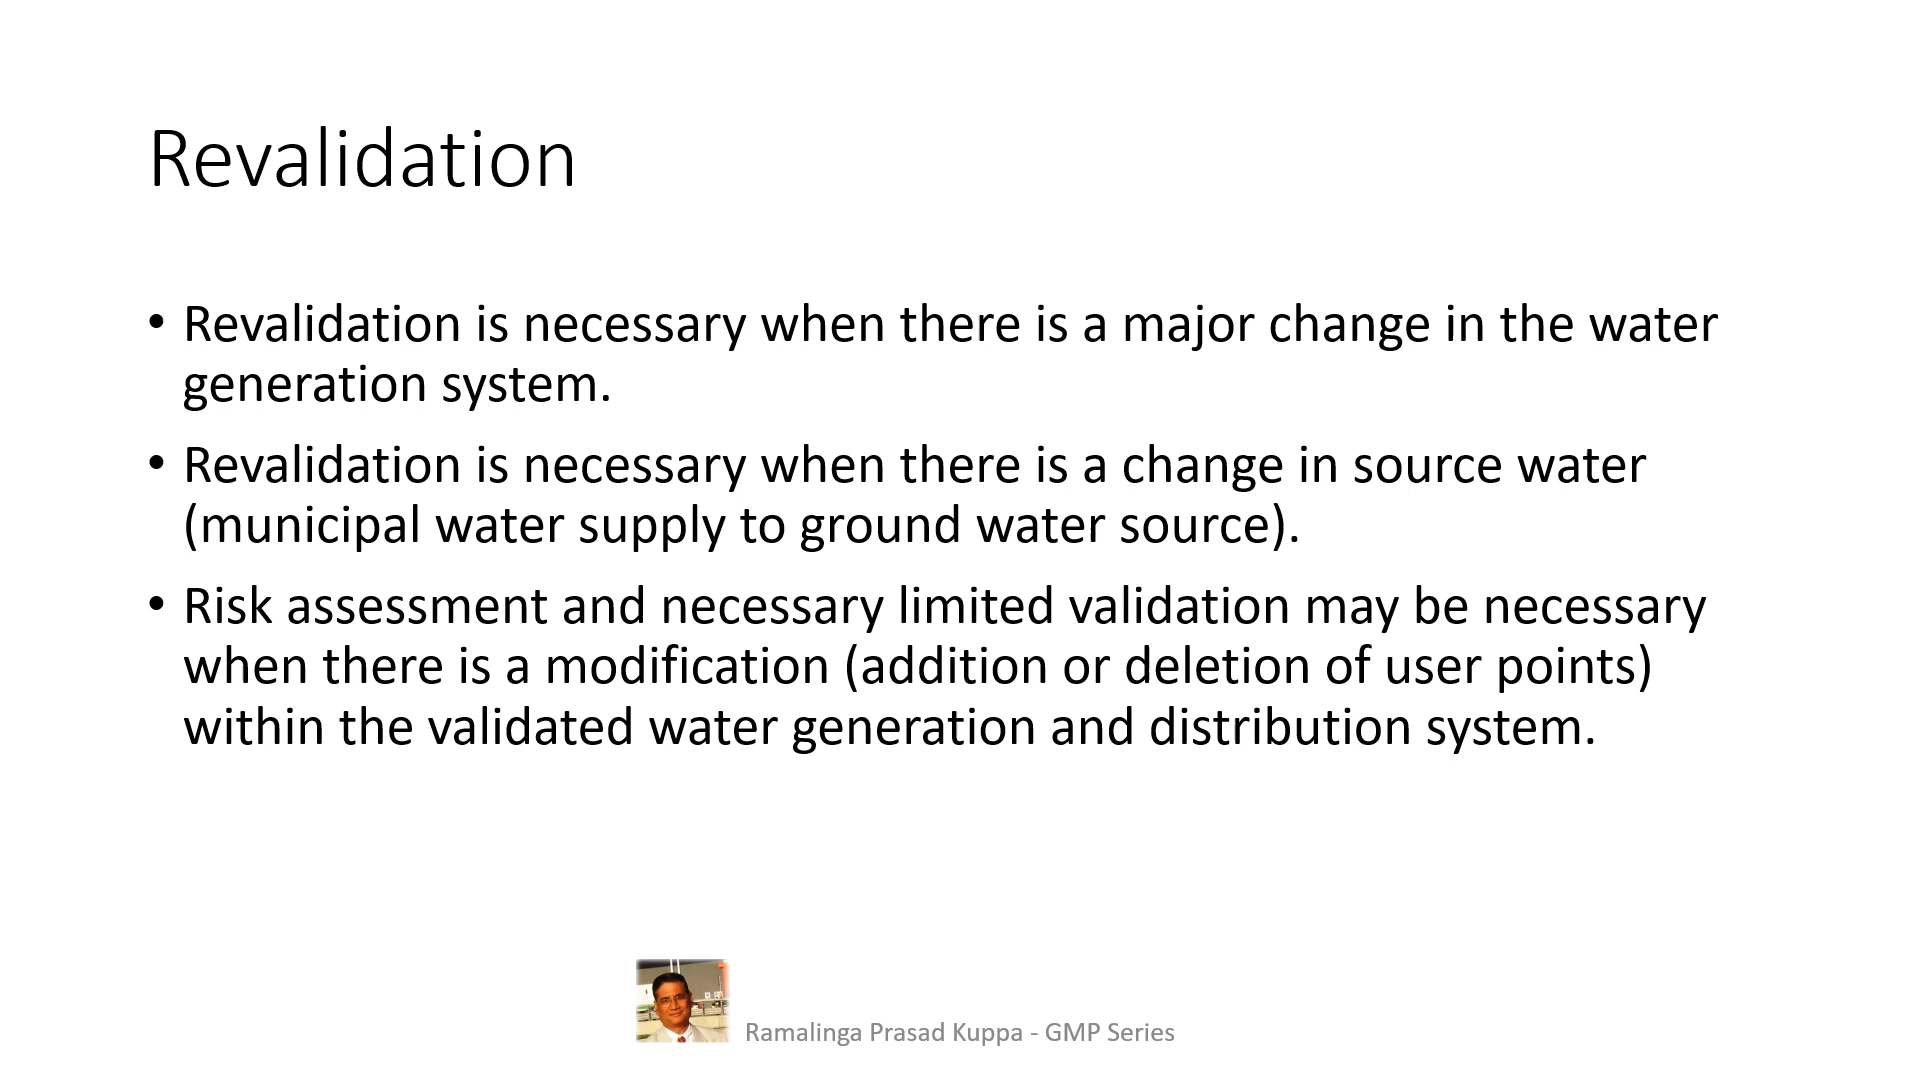 Revalidation
• Revalidation is necessary when there is a major change in the water
generation system.
• Revalidation is necessary when there is a change in source water
(municipal water supply to ground water source).
• Risk assessment and necessary limited validation may be necessary
when there is a modification (addition or deletion of user points)
within the validated water generation and distribution system.
Ramalinga Prasad Kuppa - GMP Series